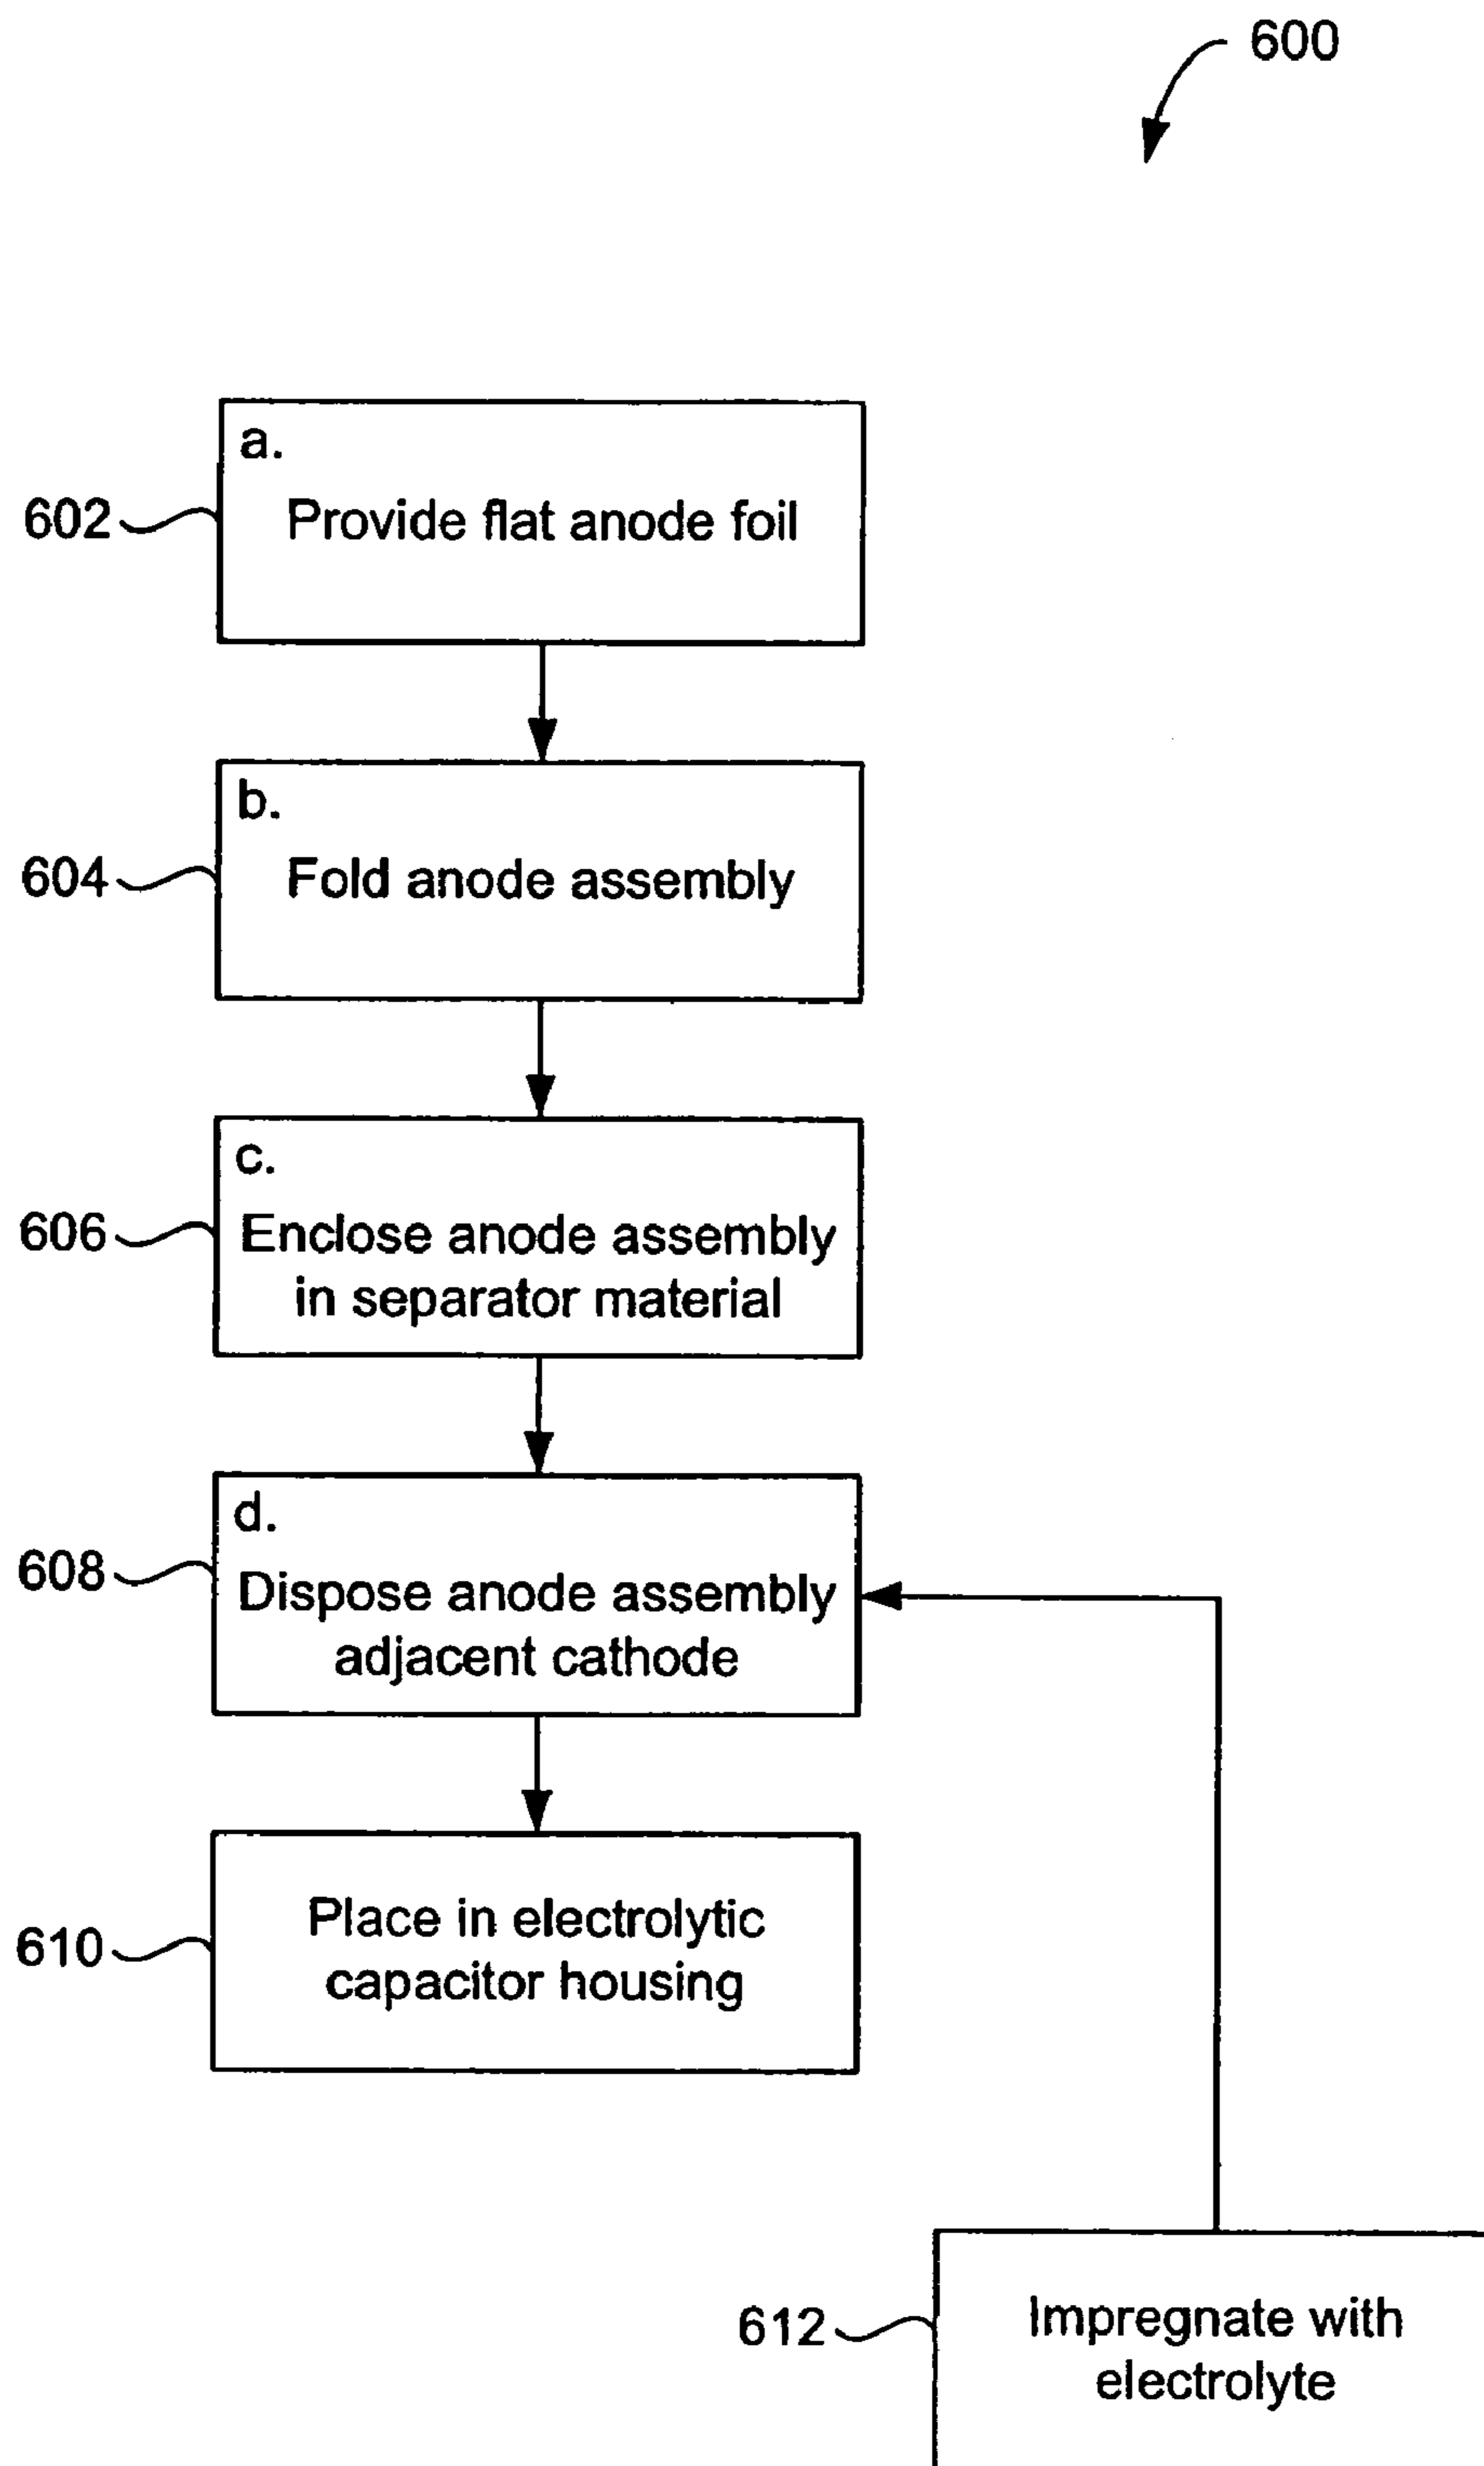 600
a.
602
Provide flat anode foil
b.
604
Fold anode assembly
c.
606
Enclose anode assembly
in separator material
d.
608
Dispose anode assembly
adjacent cathode
610
Place in electrolytic
capacitor housing
612
Impregnate with
electrolyte